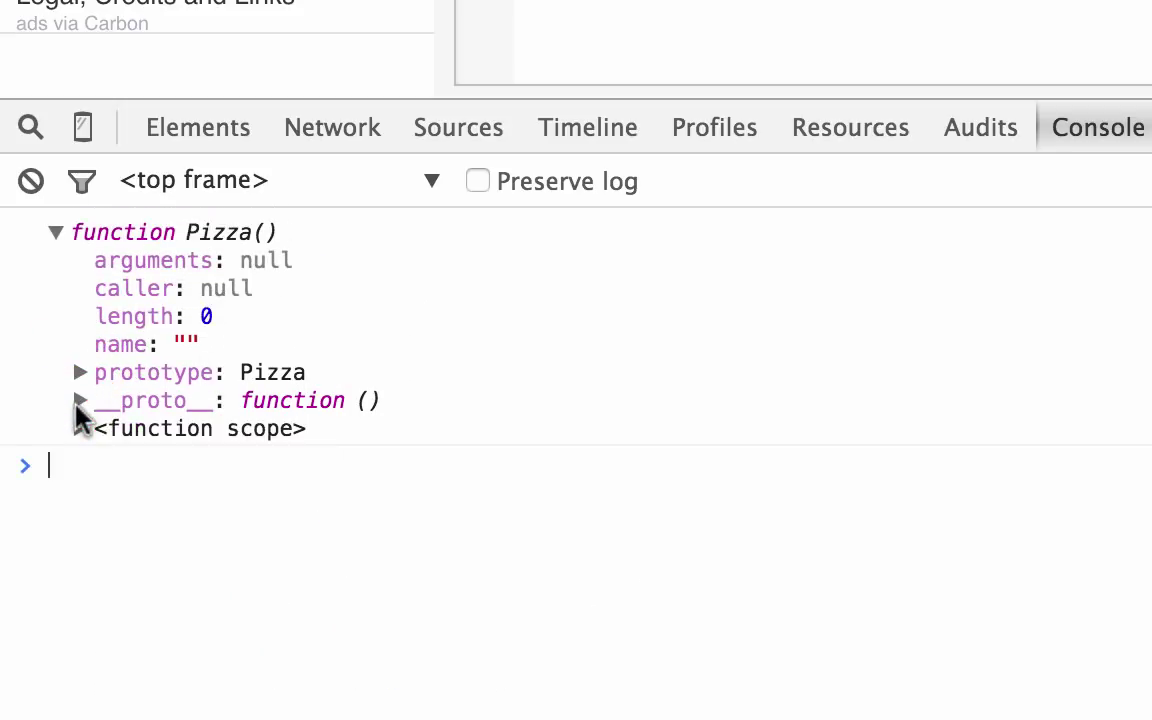 Legal, Credits and Links
ads via Carbon
Elements Network Sources Timeline Profiles Resources Audits Console
<top frame> ▼ Preserve log
▼ function Pizza()
arguments: null
caller: null
length: 0
name: ""
▶ prototype: Pizza
▶ __proto__: function ()
▶ <function scope>
>